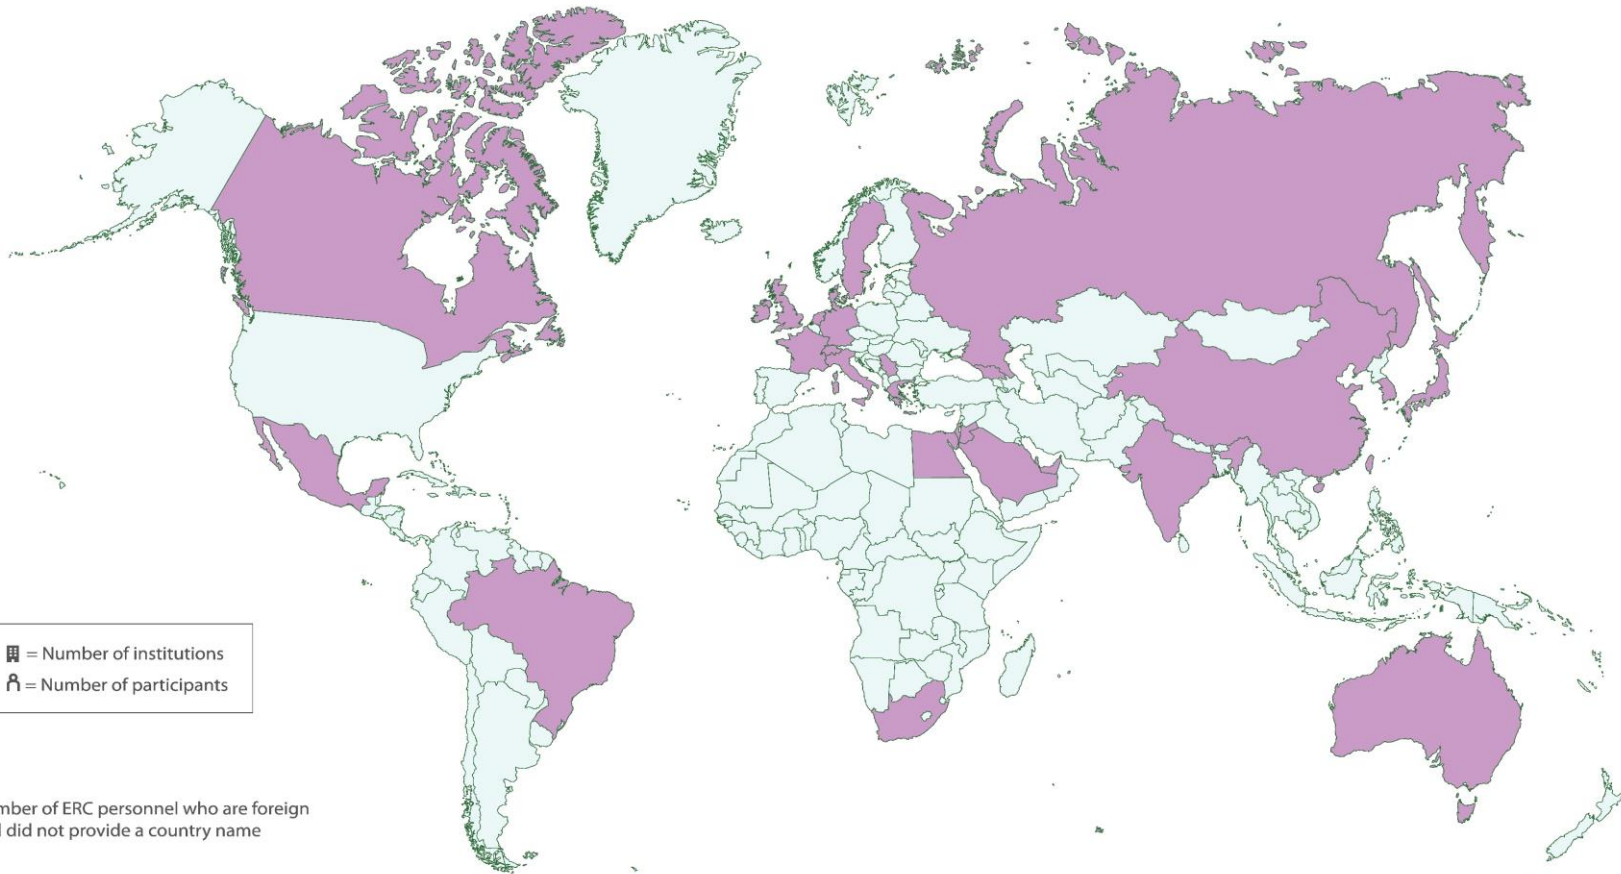 = Number of institutions
= Number of participants
mber of ERC personnel who are foreign
did not provide a country name